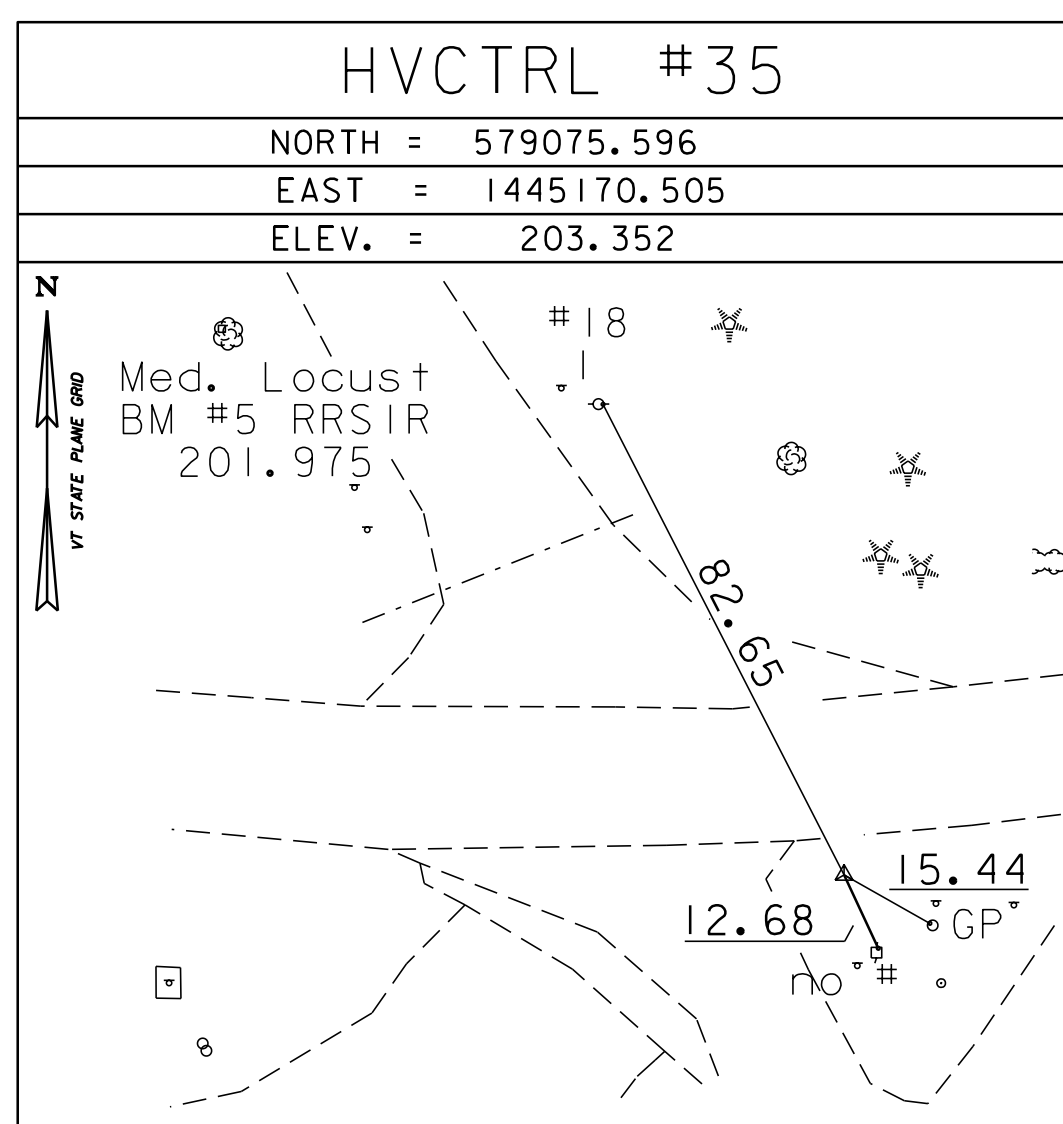 HVCTRL #35
NORTH = 579075.596
EAST = 1445170.505
ELEV. = 203.352
N
VT STATE PLANE GRID
#18
1
Med. Locust
BM #5 RRSIR
201.975
82.65
15.44
12.68
GP
no #